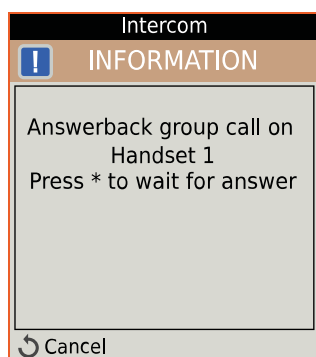 Intercom
INFORMATION
Answerback group call on
Handset 1
Press * to wait for answer
Cancel